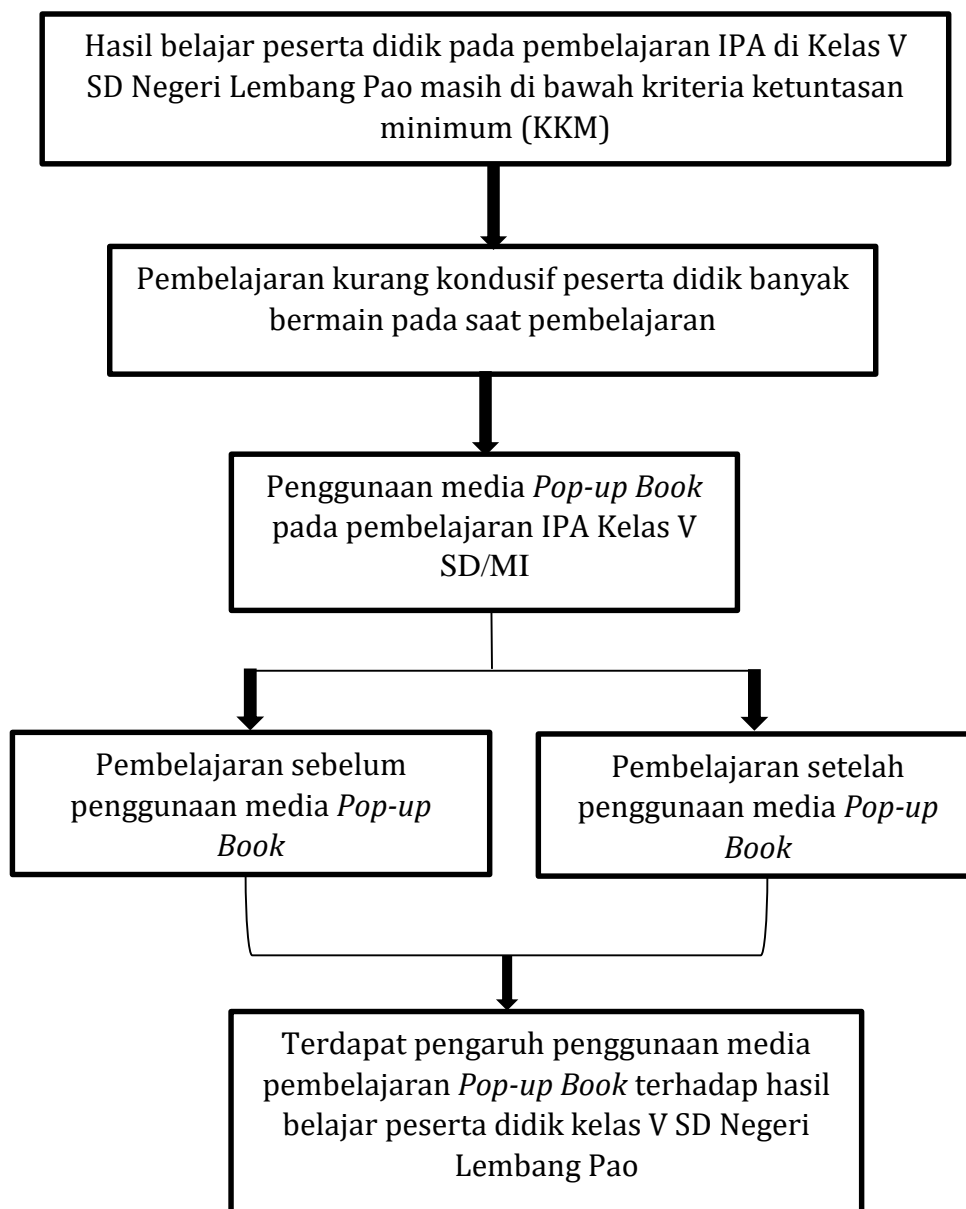 Hasil belajar peserta didik pada pembelajaran IPA di Kelas V
SD Negeri Lembang Pao masih di bawah kriteria ketuntasan
minimum (KKM)
Pembelajaran kurang kondusif peserta didik banyak
bermain pada saat pembelajaran
Penggunaan media Pop-up Book
pada pembelajaran IPA Kelas V
SD/MI
Pembelajaran sebelum
penggunaan media Pop-up
Book
Pembelajaran setelah
penggunaan media Pop-up
Book
Terdapat pengaruh penggunaan media
pembelajaran Pop-up Book terhadap hasil
belajar peserta didik kelas V SD Negeri
Lembang Pao